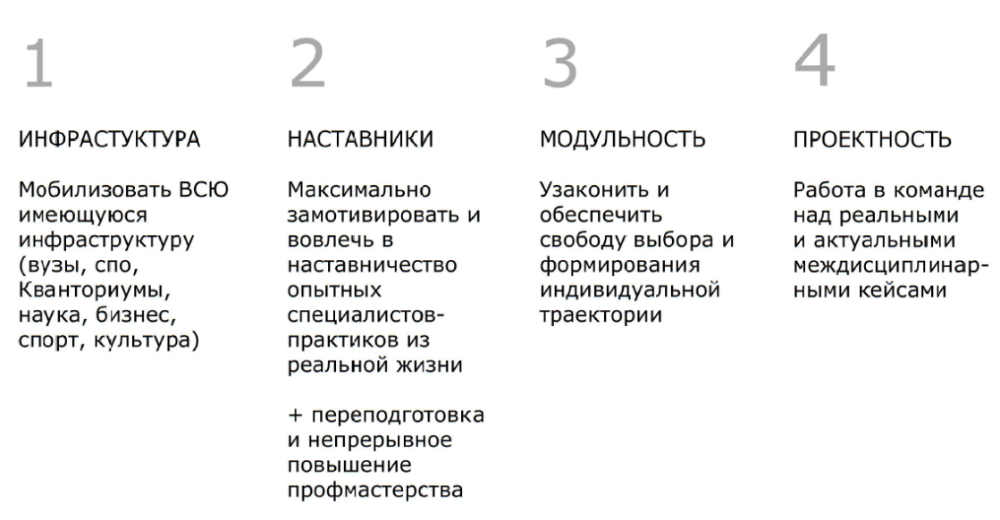 1
ИНФРАСТУКТУРА
Мобилизовать ВСЮ
имеющуюся
инфраструктуру
(вузы, спо,
Кванториумы,
наука, бизнес,
спорт, культура)
2
НАСТАВНИКИ
Максимально
замотивировать и
вовлечь в
наставничество
опытных
специалистов-
практиков из
реальной жизни
+ переподготовка
и непрерывное
повышение
профмастерства
3
МОДУЛЬНОСТЬ
Узаконить и
обеспечить
свободу выбора и
формирования
индивидуальной
траектории
4
ПРОЕКТНОСТЬ
Работа в команде
над реальными
и актуальными
междисциплинар-
ными кейсами